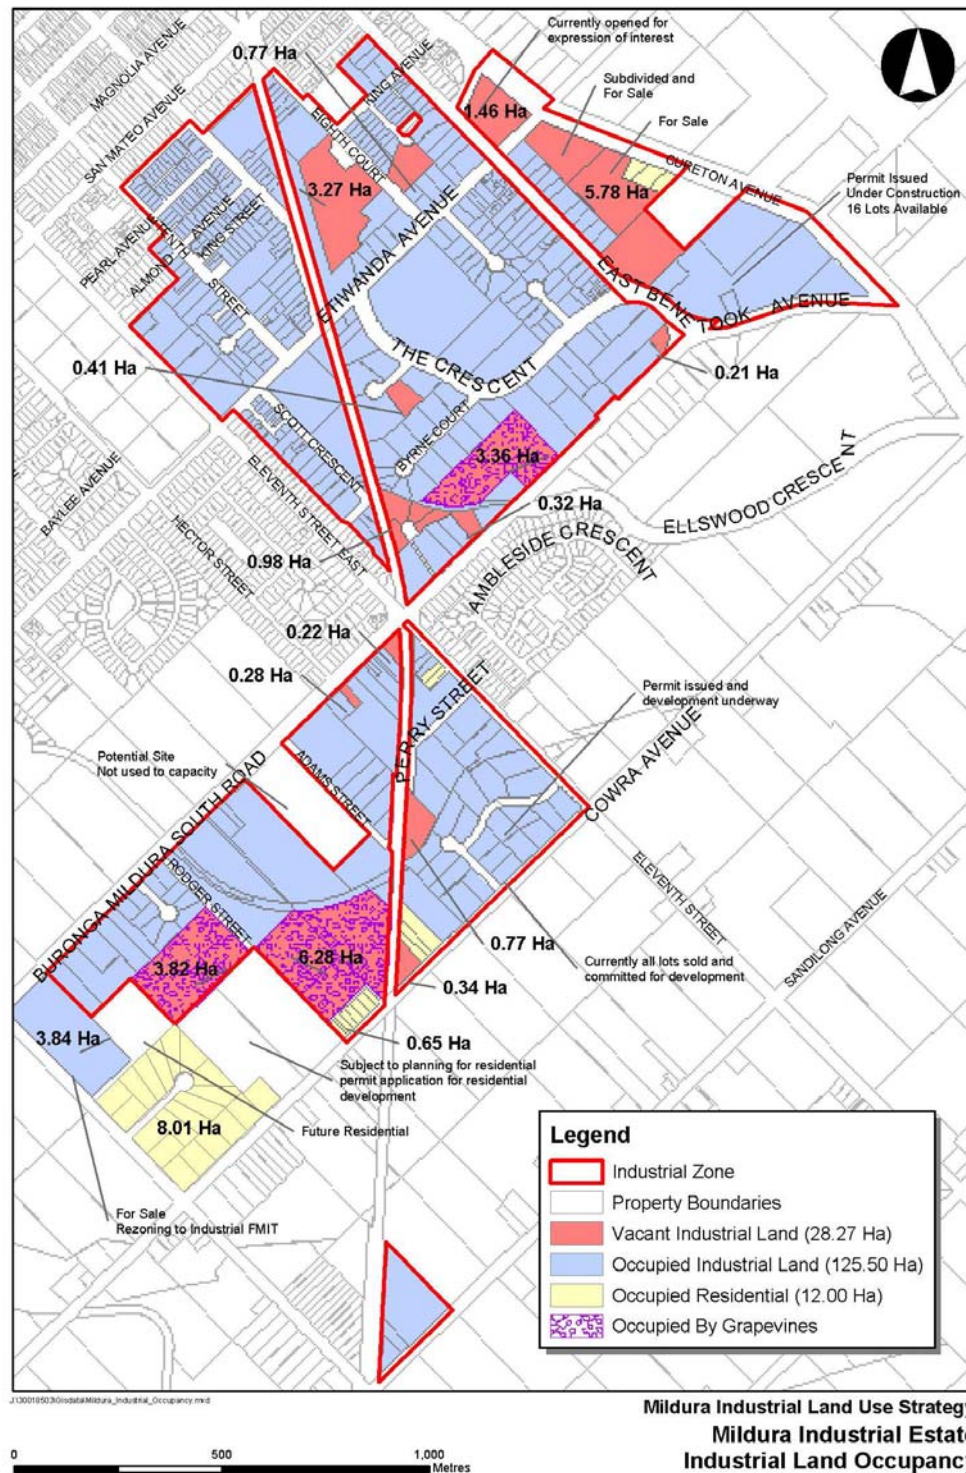 Currently opened for
expression of interest
0.77 Ha
MAGNOLIA AVENUE
KING AVENUE
Subdivided and
For Sale
1.46 Ha
For Sale
SAN MATEO AVENUE
EIGHTH COURT
CURETON AVENUE
3.27 Ha
5.78 Ha
Permit Issued
Under Construction
16 Lots Available
PEARL AVENUE
ALMOND AVENUE
KING STREET
TENTH STREET
ETIWANDA AVENUE
EAST BENETOOK AVENUE
THE CRESCENT
0.41 Ha
0.21 Ha
SCOTT CRESCENT
BYRNE COURT
3.36 Ha
ELLSWOOD CRESCENT
BAYLEE AVENUE
ELEVENTH STREET EAST
0.32 Ha
HECTOR STREET
AMBLESIDE CRESCENT
0.98 Ha
0.22 Ha
0.28 Ha
PERRY STREET
Permit issued and
development underway
Potential Site
Not used to capacity
ADAMS STREET
COWRA AVENUE
BURONGA MILDURA SOUTH ROAD
RODGER STREET
ELEVENTH STREET
SANDILONG AVENUE
0.77 Ha
3.82 Ha
6.28 Ha
Currently all lots sold and
committed for development
0.34 Ha
3.84 Ha
0.65 Ha
Subject to planning for residential
permit application for residential
development
8.01 Ha
Future Residential
For Sale
Rezoning to Industrial FMIT
Legend
Industrial Zone
Property Boundaries
Vacant Industrial Land (28.27 Ha)
Occupied Industrial Land (125.50 Ha)
Occupied Residential (12.00 Ha)
Occupied By Grapevines
Mildura Industrial Land Use Strategy
Mildura Industrial Estate
Industrial Land Occupanc
0 500 1,000
Metres